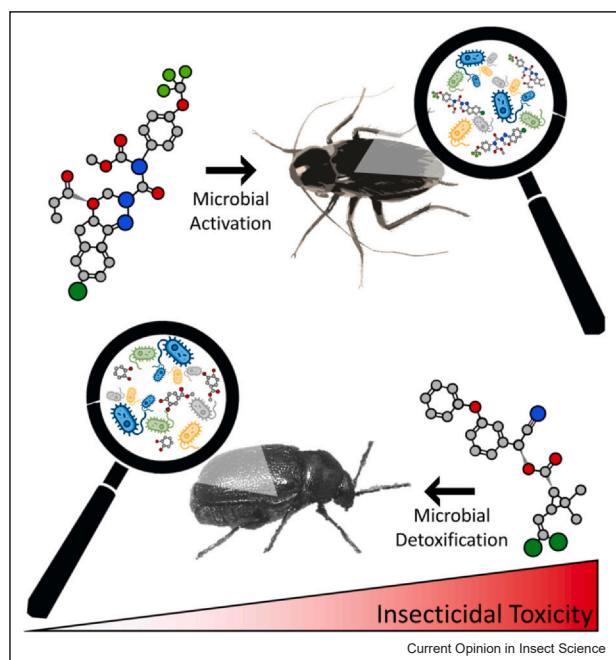 Microbial
Activation
Microbial
Detoxification
Insecticidal Toxicity
Current Opinion in Insect Science